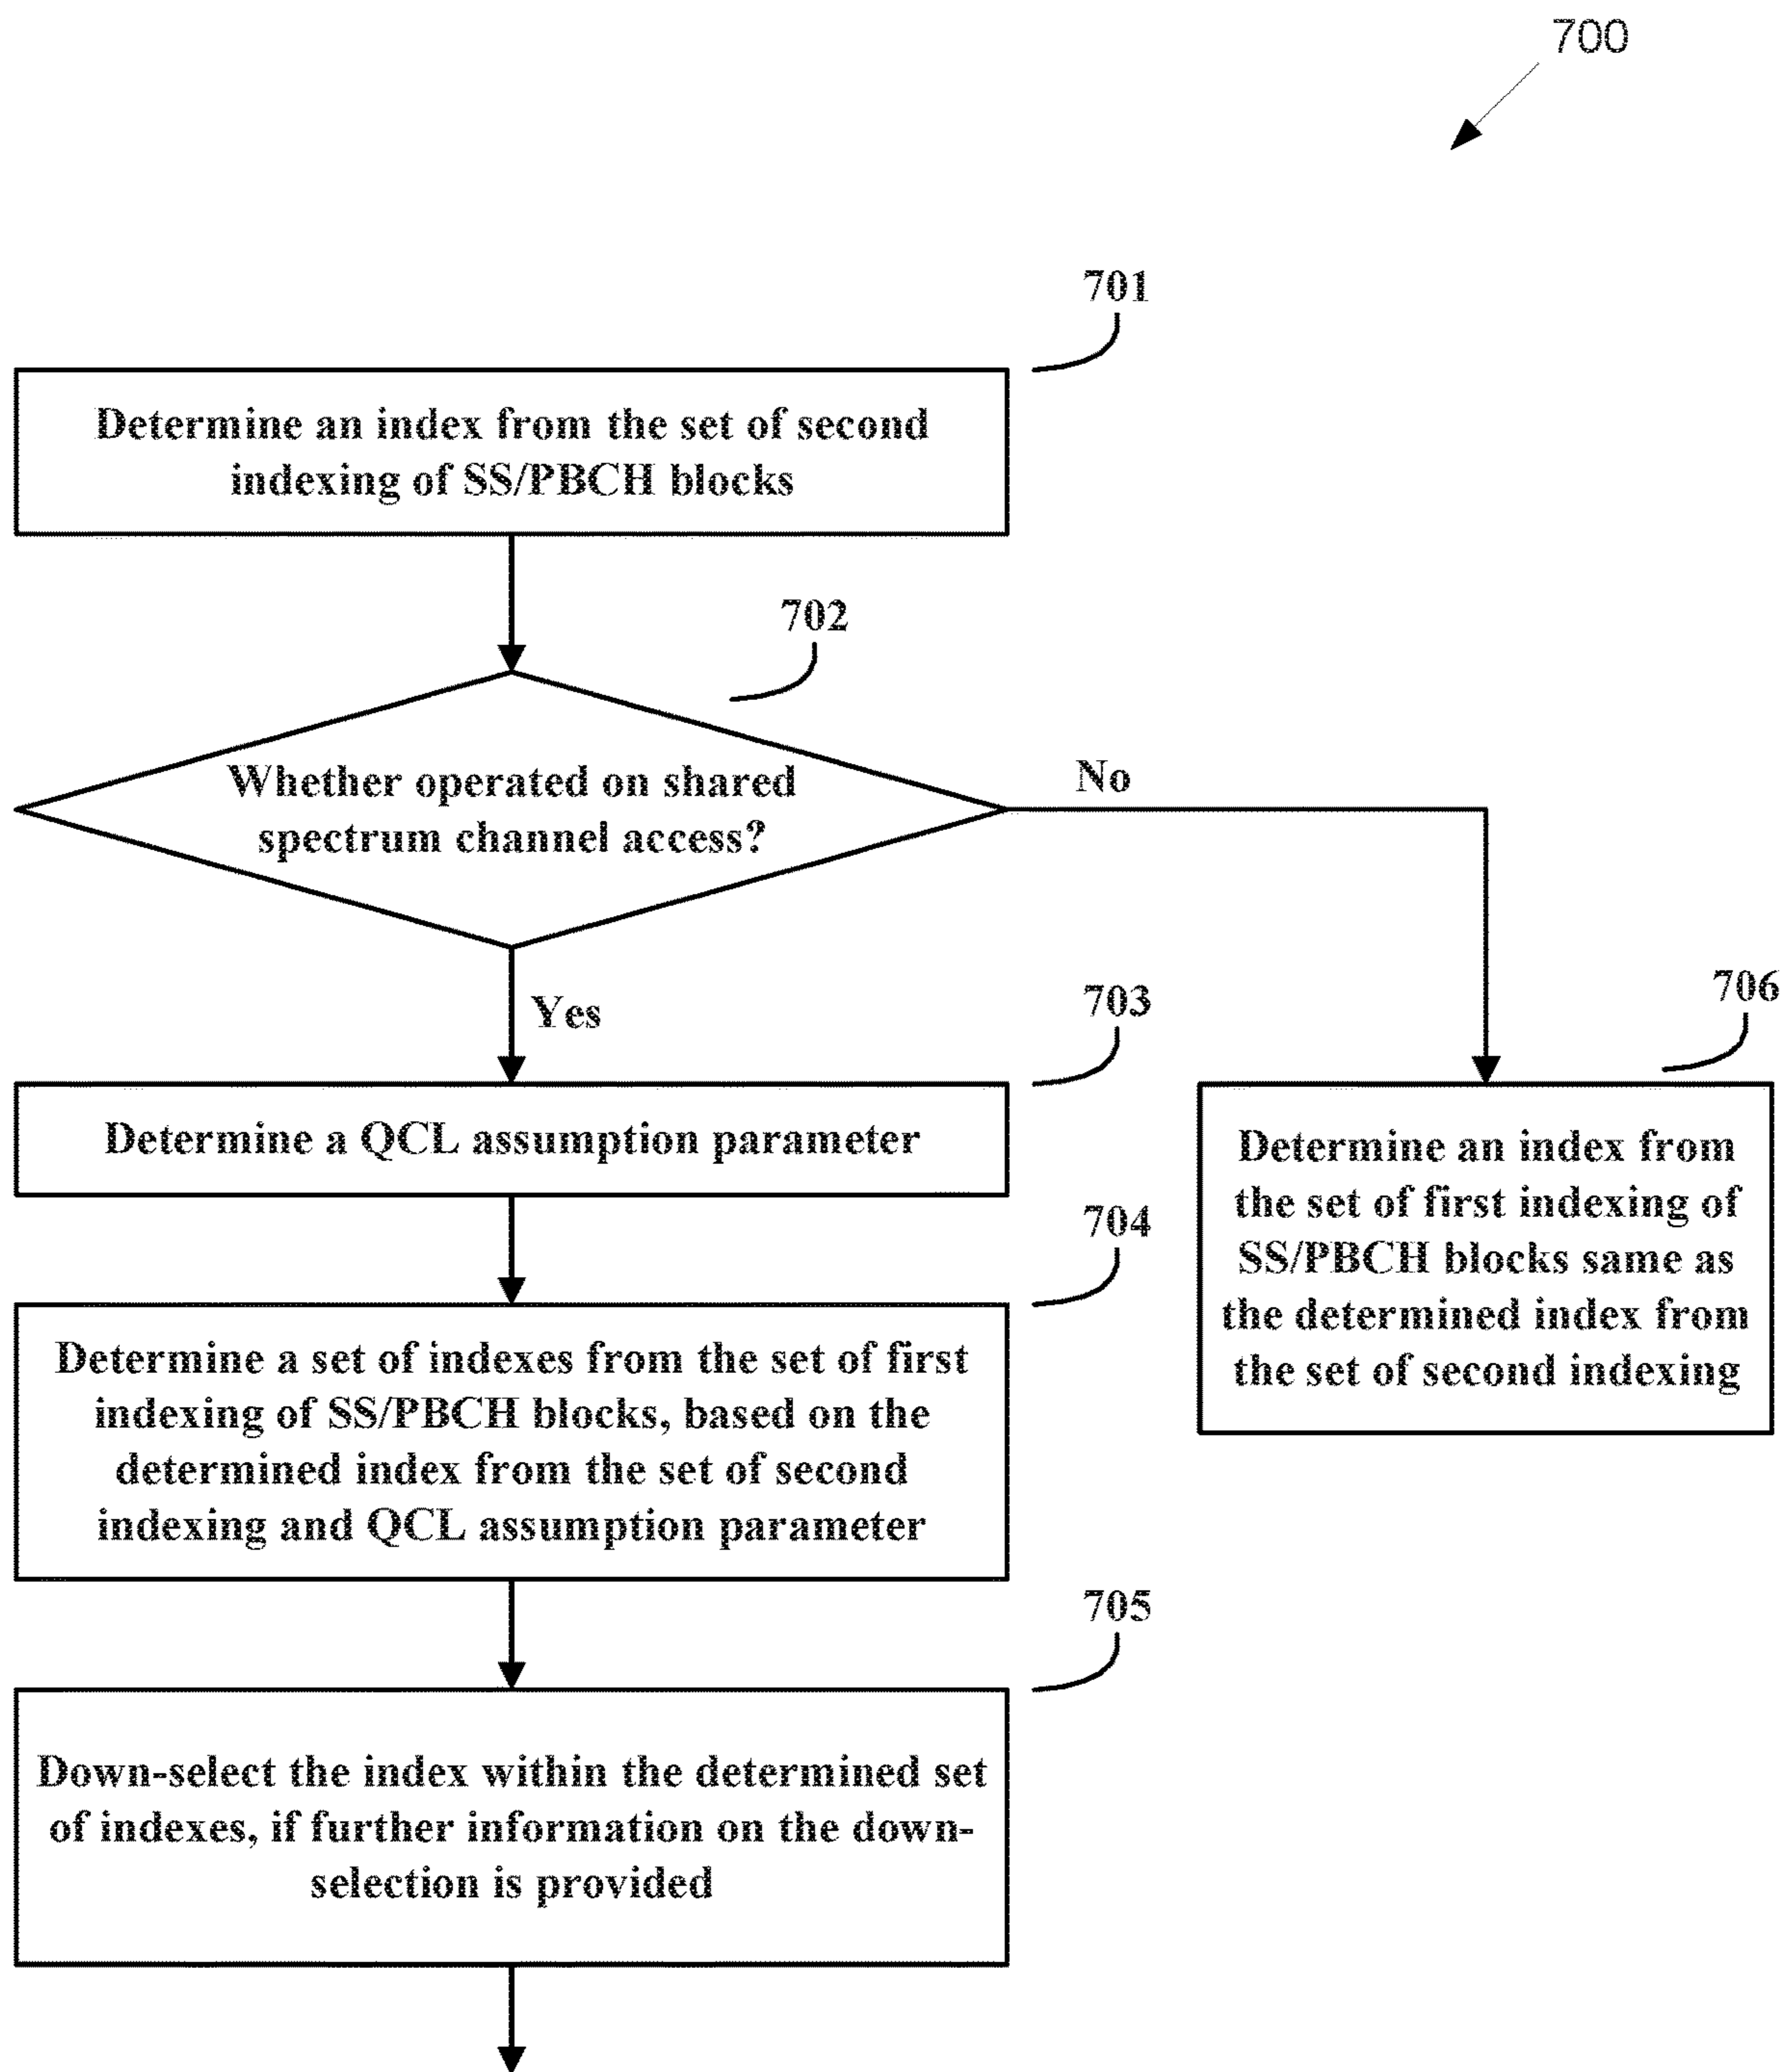 700
701
Determine an index from the set of second
indexing of SS/PBCH blocks
702
Whether operated on shared
spectrum channel access?
No
Yes
703
Determine a QCL assumption parameter
706
Determine an index from
the set of first indexing of
SS/PBCH blocks same as
the determined index from
the set of second indexing
704
Determine a set of indexes from the set of first
indexing of SS/PBCH blocks, based on the
determined index from the set of second
indexing and QCL assumption parameter
705
Down-select the index within the determined set
of indexes, if further information on the down-
selection is provided